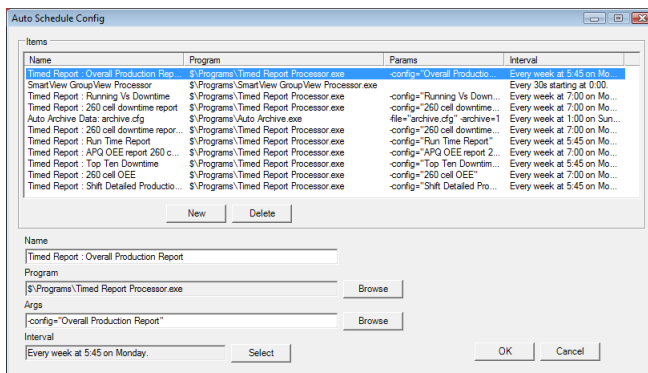 Auto Schedule Config
Items
Name Program Params Interval
Timed Report : Overall Production Rep... $\Programs\Timed Report Processor.exe -config="Overall Productio... Every week at 5:45 on Mo...
SmartView GroupView Processor $\Programs\SmartView GroupView Processor.exe Every 30s starting at 0:00.
Timed Report : Running Vs Downtime $\Programs\Timed Report Processor.exe -config="Running Vs Down... Every week at 7:00 on Mo...
Timed Report : 260 cell downtime report $\Programs\Timed Report Processor.exe -config="260 cell downtime... Every week at 7:00 on Mo...
Auto Archive Data: archive.cfg $\Programs\Auto Archive.exe -file="archive.cfg" -archive=1 Every week at 1:00 on Sun...
Timed Report : 260 cell downtime repor... $\Programs\Timed Report Processor.exe -config="260 cell downtime... Every week at 7:00 on Mo...
Timed Report : Run Time Report $\Programs\Timed Report Processor.exe -config="Run Time Report" Every week at 5:45 on Mo...
Timed Report : APQ OEE report 260 c... $\Programs\Timed Report Processor.exe -config="APQ OEE report 2... Every week at 7:00 on Mo...
Timed Report : Top Ten Downtime $\Programs\Timed Report Processor.exe -config="Top Ten Downtime" Every week at 5:45 on Mo...
Timed Report : 260 cell OEE $\Programs\Timed Report Processor.exe -config="260 cell OEE" Every week at 7:00 on Mo...
Timed Report : Shift Detailed Productio... $\Programs\Timed Report Processor.exe -config="Shift Detailed Pro... Every week at 5:45 on Mo...
New Delete
Name
Timed Report : Overall Production Report
Program
$\Programs\Timed Report Processor.exe Browse
Args
-config="Overall Production Report" Browse
Interval
Every week at 5:45 on Monday. Select OK Cancel